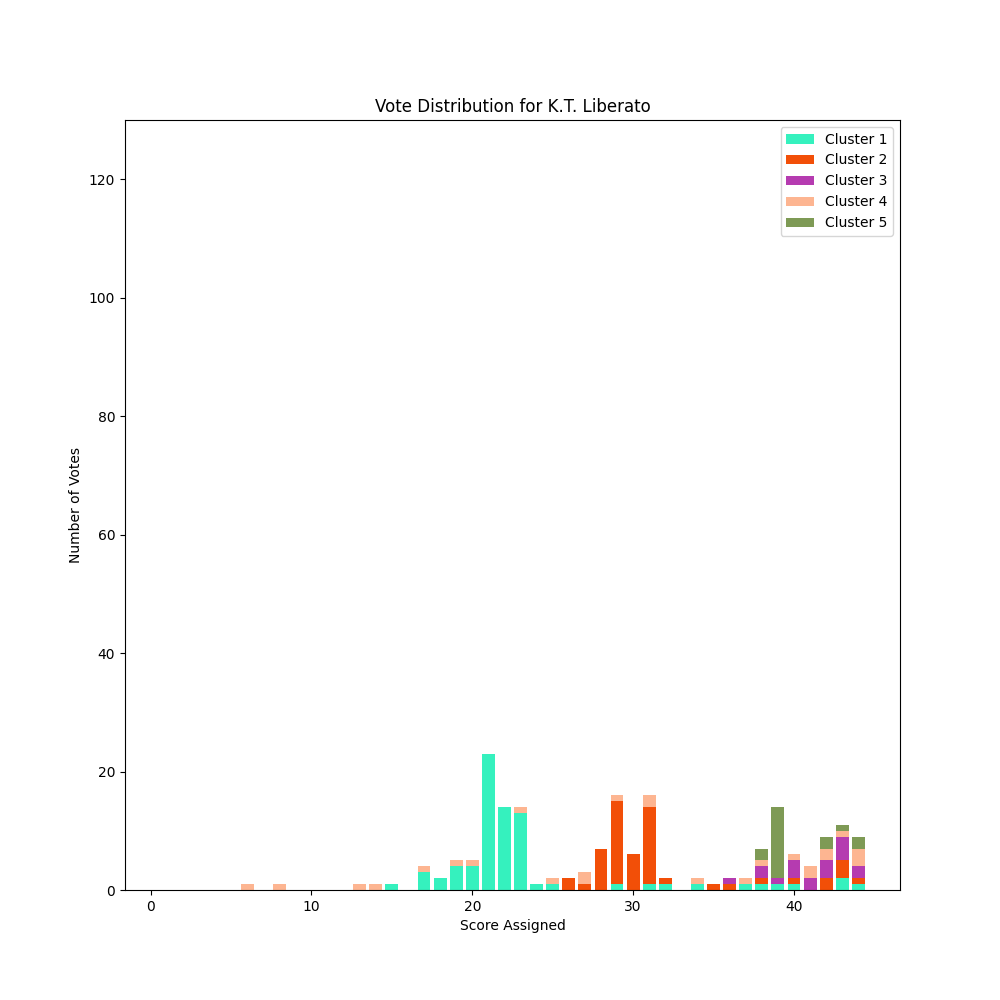 Vote Distribution for K.T. Liberato
Cluster 1
Cluster 2
Cluster 3
Cluster 4
Cluster 5
120
100
80
60
40
20
0
Number of Votes
0 10 20 30 40
Score Assigned